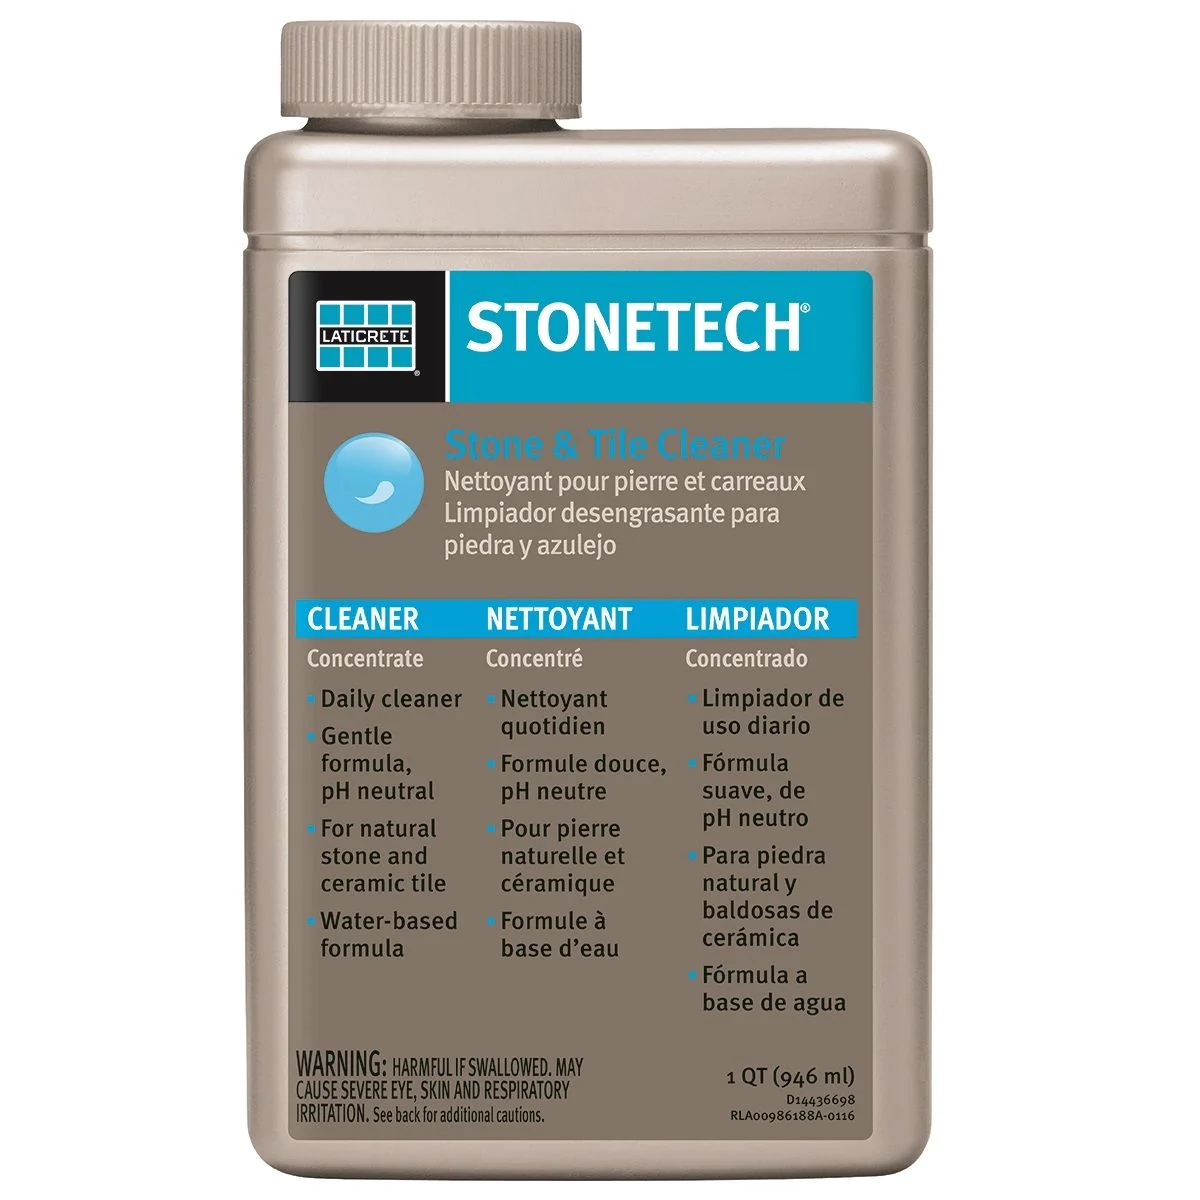 LATICRETE
®
STONETECH®
Stone & Tile Cleaner
Nettoyant pour pierre et carreaux
Limpiador desengrasante para
piedra y azulejo
CLEANER
Concentrate
• Daily cleaner
• Gentle
formula,
pH neutral
• For natural
stone and
ceramic tile
• Water-based
formula
NETTOYANT
Concentré
• Nettoyant
quotidien
• Formule douce,
pH neutre
• Pour pierre
naturelle et
céramique
• Formule à
base d'eau
LIMPIADOR
Concentrado
• Limpiador de
uso diario
• Fórmula
suave, de
pH neutro
• Para piedra
natural y
baldosas de
cerámica
• Fórmula a
base de agua
WARNING: HARMFUL IF SWALLOWED. MAY
CAUSE SEVERE EYE, SKIN AND RESPIRATORY
IRRITATION. See back for additional cautions.
1 QT (946 ml)
D14436698
RLA00986188A-0116